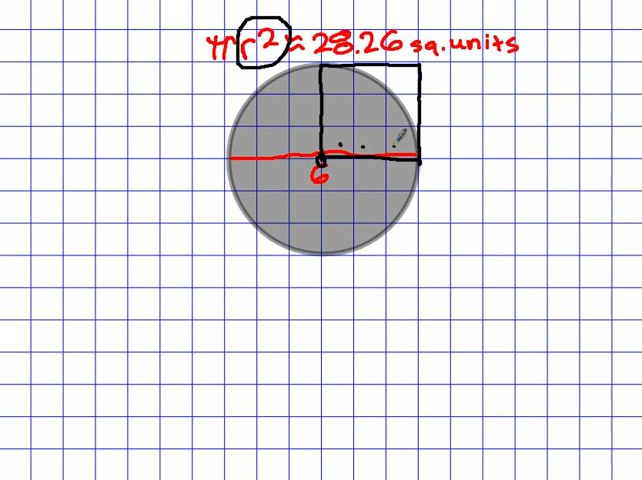 πr² ≈ 28.26 sq. units
6